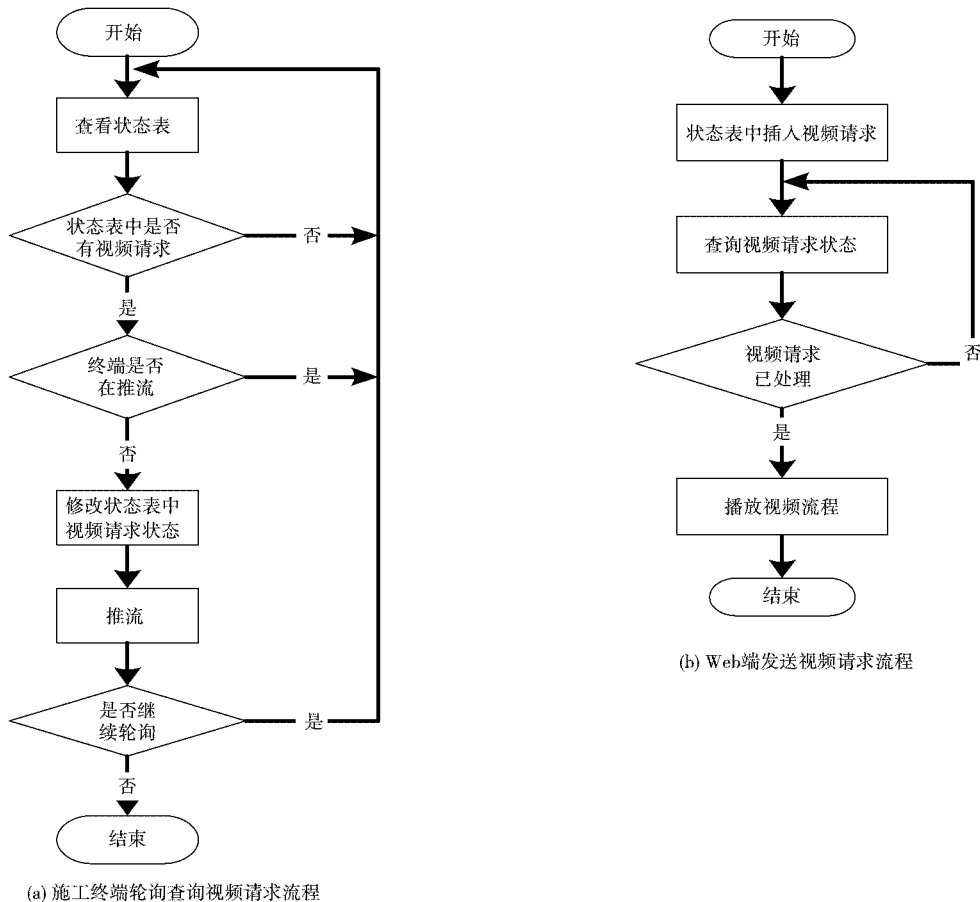 开始
查看状态表
状态表中是否
有视频请求
否
是
终端是否
在推流
是
否
修改状态表中
视频请求状态
推流
是否继
续轮询
是
否
结束
(a) 施工终端轮询查询视频请求流程
开始
状态表中插入视频请求
查询视频请求状态
视频请求
已处理
否
是
播放视频流程
结束
(b) Web端发送视频请求流程